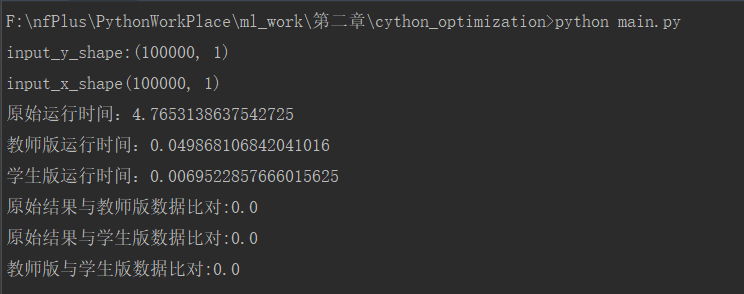 F:\nfPlus\PythonWorkPlace\ml_work\第二章\cython_optimization>python main.py
input_y_shape:(100000, 1)
input_x_shape(100000, 1)
原始运行时间: 4.7653138637542725
教师版运行时间: 0.049868106842041016
学生版运行时间: 0.0069522857666015625
原始结果与教师版数据比对:0.0
原始结果与学生版数据比对:0.0
教师版与学生版数据比对:0.0